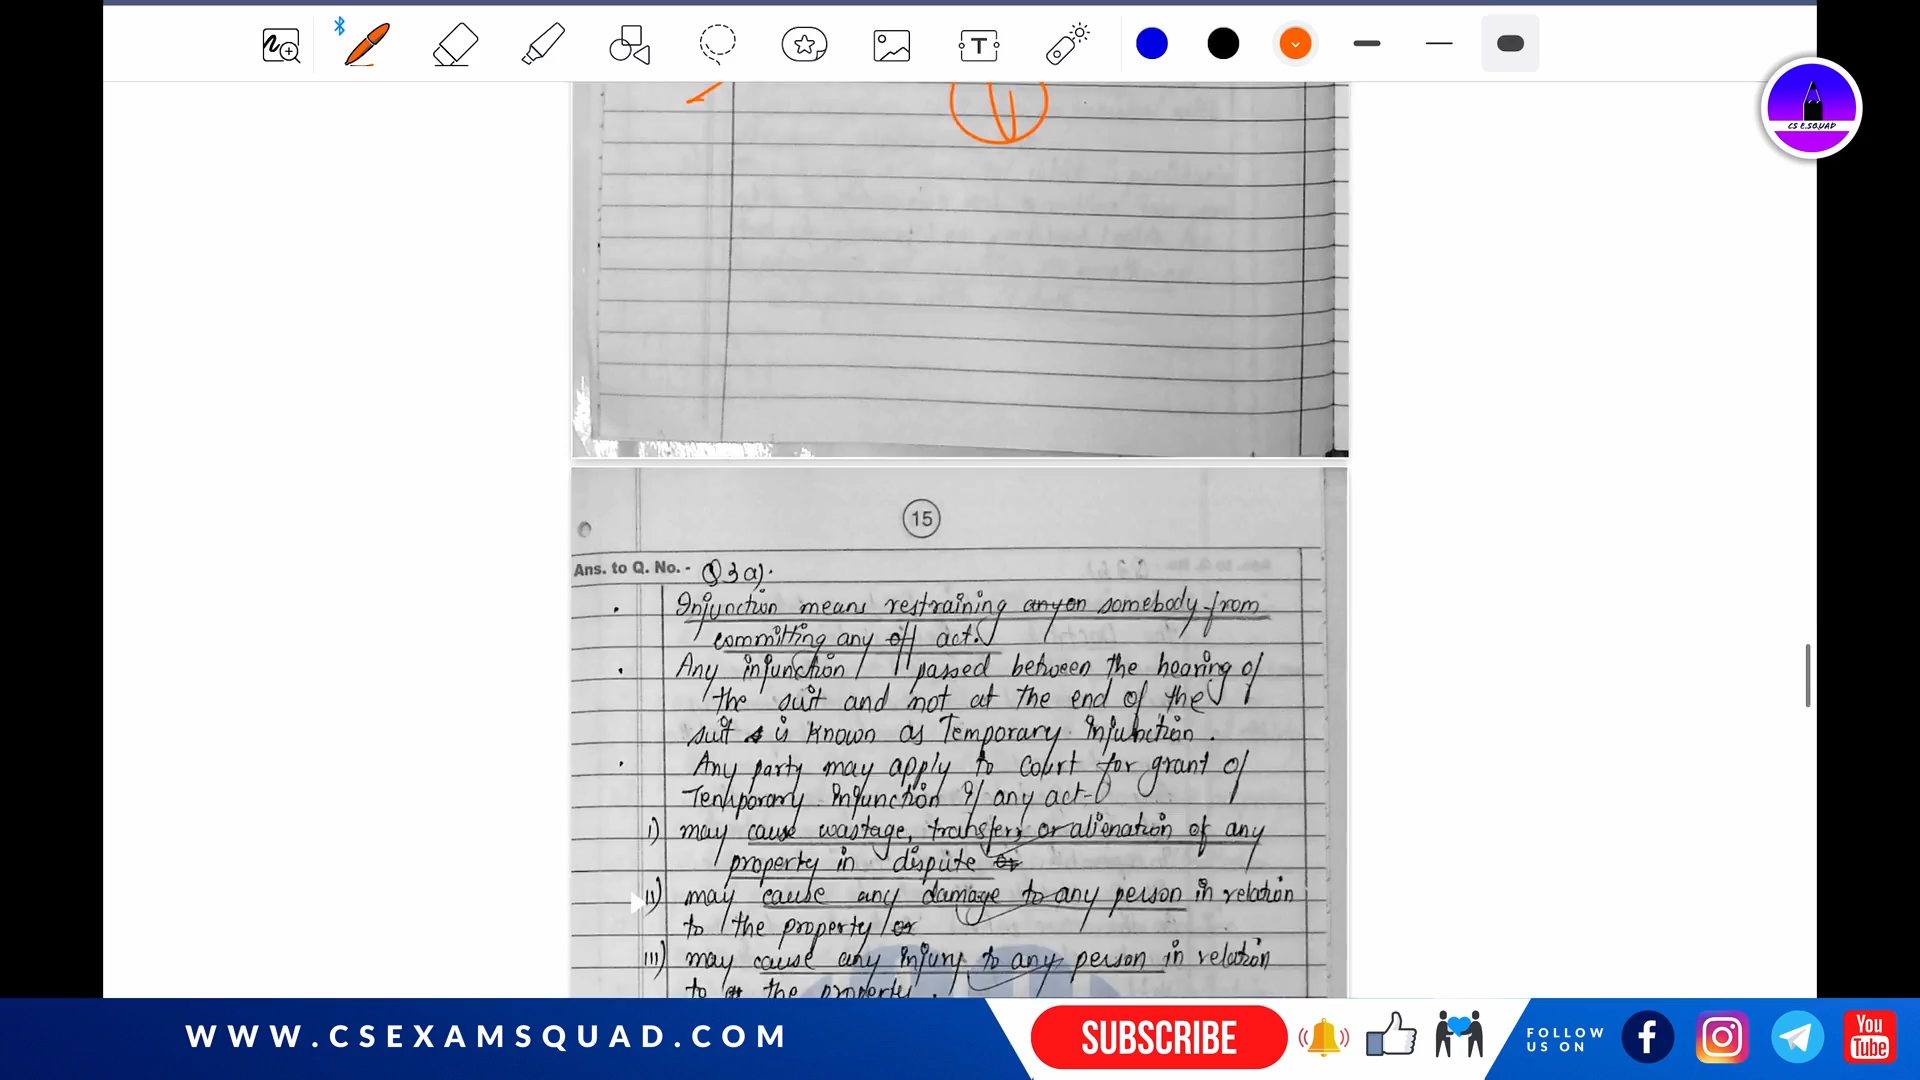 T
CS E.SQUAD
15
Ans. to Q. No. - Q3a).
Injunction means restraining anyon somebody from
committing any off act.
Any injunction passed between the hearing of
the suit and not at the end of the
suit is known as Temporary Injunction.
Any party may apply to court for grant of
Temporary Injunction if any act-
i) may cause wastage, transfer, or alienation of any
property in dispute or
ii) may cause any damage to any person in relation
to the property or
iii) may cause any injury to any person in relation
to the property.
WWW.CSEXAMSQUAD.COM
SUBSCRIBE
FOLLOW
US ON
You
Tube